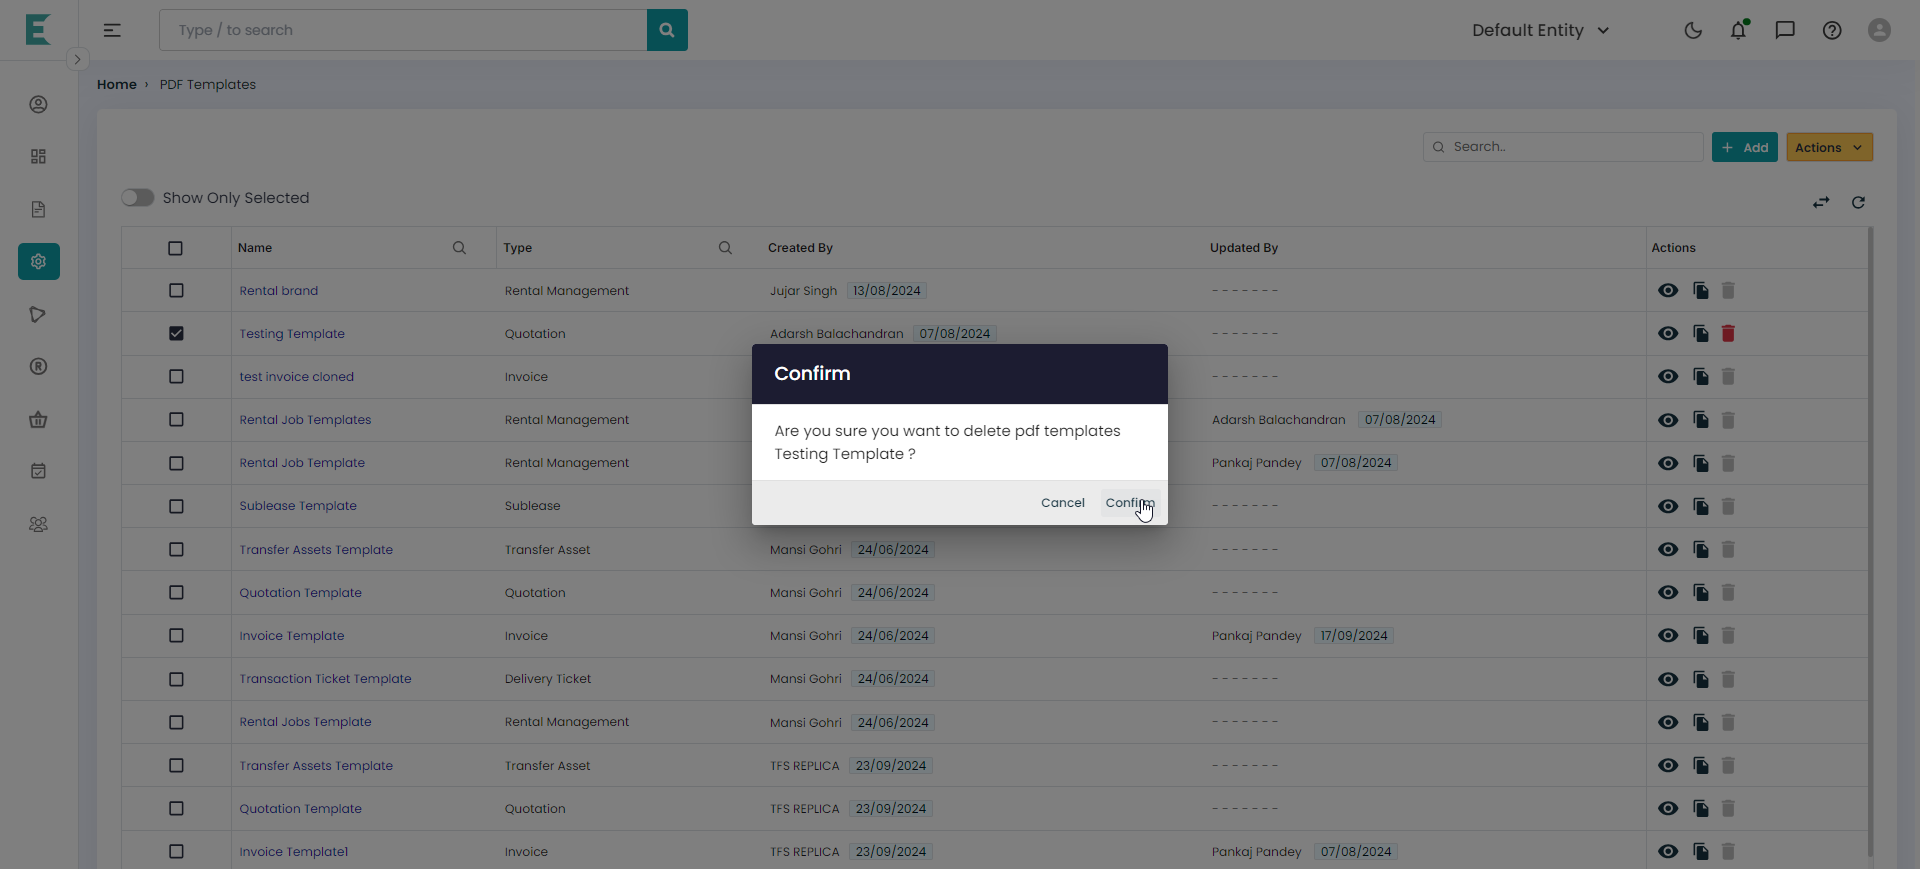 Type / to search
Default Entity
Home › PDF Templates
Search..
+ Add
Actions
Show Only Selected
Name Type Created By Updated By Actions
Rental brand Rental Management Jujar Singh 13/08/2024 - - - - - - -
Testing Template Quotation Adarsh Balachandran 07/08/2024 - - - - - - -
test invoice cloned Invoice - - - - - - -
Rental Job Templates Rental Management Adarsh Balachandran 07/08/2024
Rental Job Template Rental Management Pankaj Pandey 07/08/2024
Sublease Template Sublease - - - - - - -
Transfer Assets Template Transfer Asset Mansi Gohri 24/06/2024 - - - - - - -
Quotation Template Quotation Mansi Gohri 24/06/2024 - - - - - - -
Invoice Template Invoice Mansi Gohri 24/06/2024 Pankaj Pandey 17/09/2024
Transaction Ticket Template Delivery Ticket Mansi Gohri 24/06/2024 - - - - - - -
Rental Jobs Template Rental Management Mansi Gohri 24/06/2024 - - - - - - -
Transfer Assets Template Transfer Asset TFS REPLICA 23/09/2024 - - - - - - -
Quotation Template Quotation TFS REPLICA 23/09/2024 - - - - - - -
Invoice Template1 Invoice TFS REPLICA 23/09/2024 Pankaj Pandey 07/08/2024
Confirm
Are you sure you want to delete pdf templates
Testing Template ?
Cancel Confirm